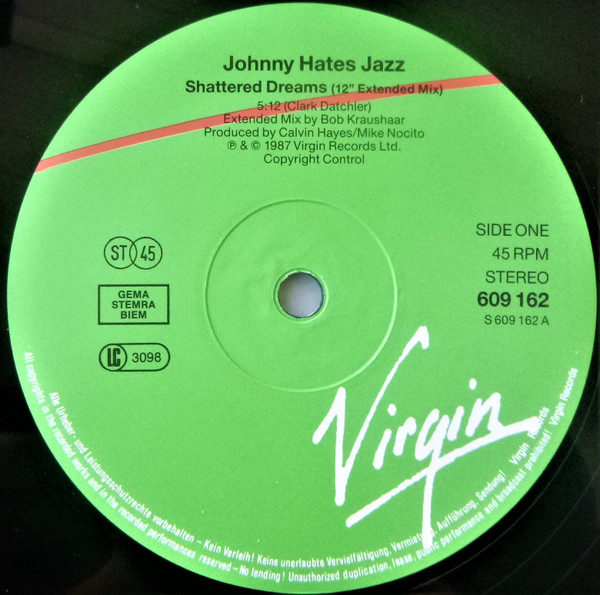 Johnny Hates Jazz
Shattered Dreams (12" Extended Mix)
5:12 (Clark Datchler)
Extended Mix by Bob Kraushaar
Produced by Calvin Hayes/Mike Nocito
℗ & © 1987 Virgin Records Ltd.
Copyright Control
ST 45
GEMA
STEMRA
BIEM
LC 3098
SIDE ONE
45 RPM
STEREO
609 162
S 609 162 A
Virgin
Alle Urheber- und Leistungsschutzrechte vorbehalten – Kein Verleih! Keine unerlaubte Vervielfältigung, Vermietung, Aufführung, Sendung! Virgin Records
All copyrights in the recorded works and in the recorded performances reserved – No lending! Unauthorized duplication, lease, public performance and broadcast prohibited! Virgin Records